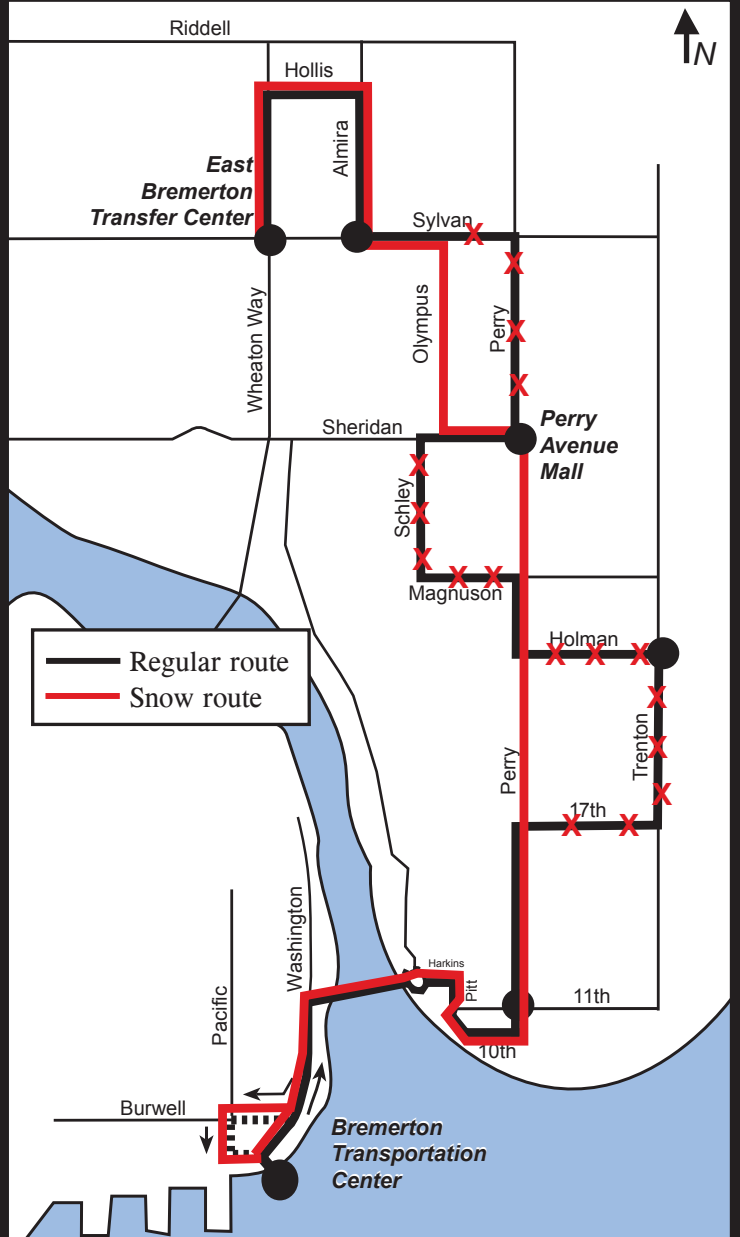 Riddell
N
Hollis
Almira
East
Bremerton
Transfer Center
Sylvan
X
X
Wheaton Way
Olympus
Perry
X
X
Sheridan
Perry
Avenue
Mall
X
Schley
X
X
X X
Magnuson
Holman
X X X
Regular route
Snow route
X
Trenton
X
X
Perry
17th
X X
Washington
Pacific
Harkins
Pitt
11th
10th
Burwell
Bremerton
Transportation
Center